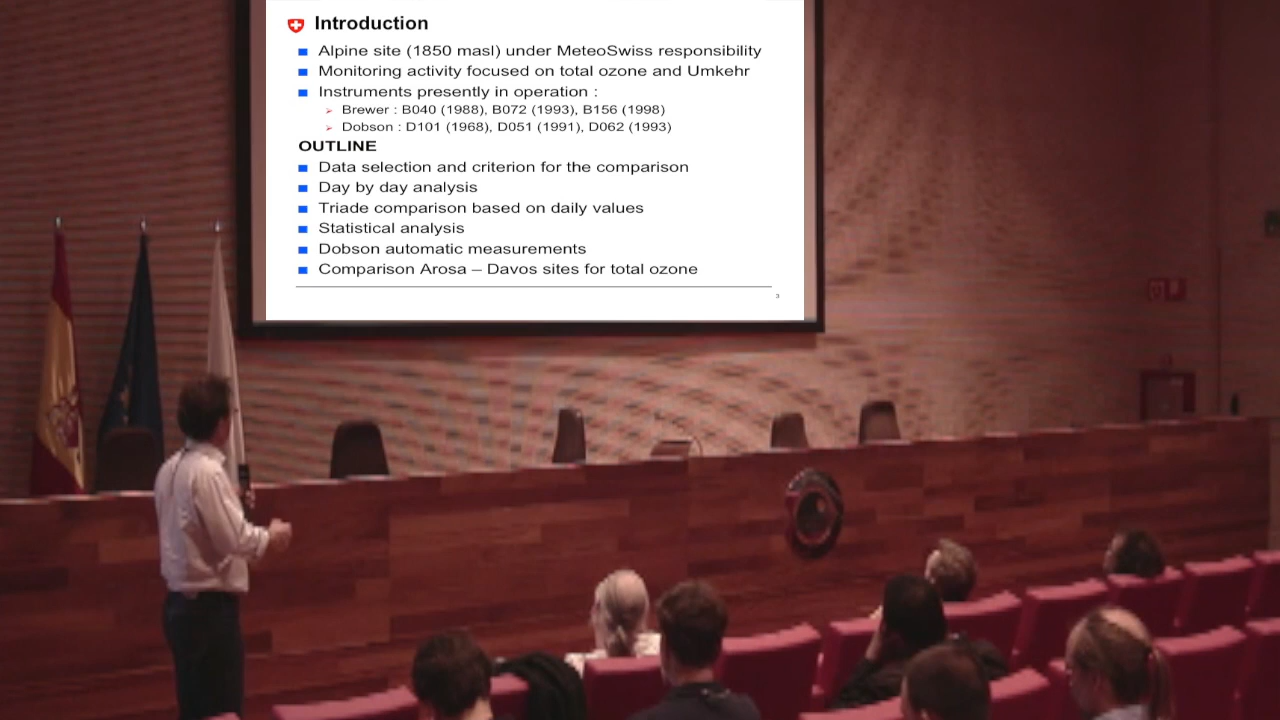 Introduction
Alpine site (1850 masl) under MeteoSwiss responsibility
Monitoring activity focused on total ozone and Umkehr
Instruments presently in operation :
Brewer : B040 (1988), B072 (1993), B156 (1998)
Dobson : D101 (1968), D051 (1991), D062 (1993)
OUTLINE
Data selection and criterion for the comparison
Day by day analysis
Triade comparison based on daily values
Statistical analysis
Dobson automatic measurements
Comparison Arosa – Davos sites for total ozone
3